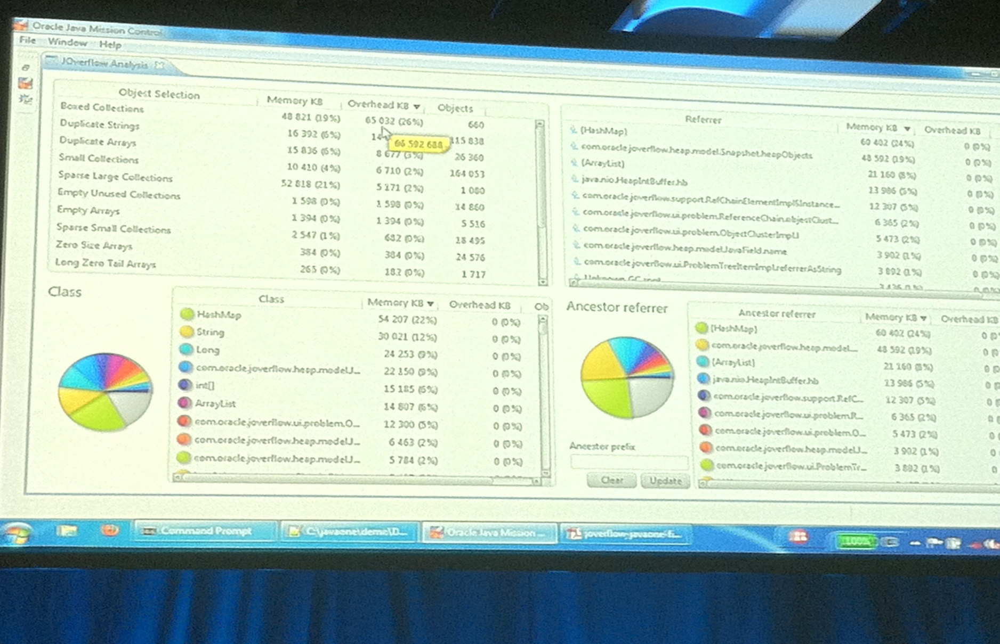 Oracle Java Mission Control
File Window Help
JOverflow Analysis
Object Selection Memory KB Overhead KB Objects
Boxed Collections 48 821 (19%) 65 032 (26%) 660
Duplicate Strings 16 392 (6%) 115 838
66 592 688
Duplicate Arrays 15 836 (6%) 8 677 (3%) 26 360
Small Collections 10 410 (4%) 6 710 (2%) 164 053
Sparse Large Collections 52 818 (21%) 5 171 (2%) 1 080
Empty Unused Collections 1 598 (0%) 1 598 (0%) 14 860
Empty Arrays 1 394 (0%) 1 394 (0%) 5 516
Sparse Small Collections 2 547 (1%) 682 (0%) 18 495
Zero Size Arrays 384 (0%) 384 (0%) 24 576
Long Zero Tail Arrays 265 (0%) 182 (0%) 1 717
Referrer Memory KB Overhead KB
{HashMap} 60 402 (24%) 0 (0%)
com.oracle.joverflow.heap.model.Snapshot.heapObjects 48 592 (19%) 0 (0%)
{ArrayList} 21 160 (8%) 0 (0%)
java.nio.HeapIntBuffer.hb 13 986 (5%) 0 (0%)
com.oracle.joverflow.support.RefChainElementImpl$Instance... 12 307 (5%) 0 (0%)
com.oracle.joverflow.ui.problem.ReferenceChain.objectClust... 6 365 (2%) 0 (0%)
com.oracle.joverflow.ui.problem.ObjectClusterImpl.l 5 473 (2%) 0 (0%)
com.oracle.joverflow.heap.model.JavaField.name 3 902 (1%) 0 (0%)
com.oracle.joverflow.ui.ProblemTreeItemImpl.referrerAsString 3 892 (1%) 0 (0%)
Unknown GC root
Class
Class Memory KB Overhead KB Ob
HashMap 54 207 (22%) 0 (0%)
String 30 021 (12%) 0 (0%)
Long 24 253 (9%) 0 (0%)
com.oracle.joverflow.heap.model.J... 22 150 (9%) 0 (0%)
int[] 15 185 (6%) 0 (0%)
ArrayList 14 807 (6%) 0 (0%)
com.oracle.joverflow.ui.problem.O... 12 300 (5%) 0 (0%)
com.oracle.joverflow.heap.model.J... 6 463 (2%) 0 (0%)
com.oracle.joverflow.heap.model.J... 5 784 (2%) 0 (0%)
Ancestor referrer
Ancestor prefix
Clear Update
Ancestor referrer Memory KB Overhead KB
{HashMap} 60 402 (24%) 0
com.oracle.joverflow.heap.model.... 48 592 (19%) 0
{ArrayList} 21 160 (8%) 0
java.nio.HeapIntBuffer.hb 13 986 (5%) 0
com.oracle.joverflow.support.RefC... 12 307 (5%) 0
com.oracle.joverflow.ui.problem.R... 6 365 (2%) 0
com.oracle.joverflow.ui.problem.O... 5 473 (2%) 0
com.oracle.joverflow.heap.model.J... 3 902 (1%) 0
com.oracle.joverflow.ui.ProblemTr... 3 892 (1%) 0
Command Prompt C:\javaone\demo\D... Oracle Java Mission ... joverflow-javaone-fi... 100%